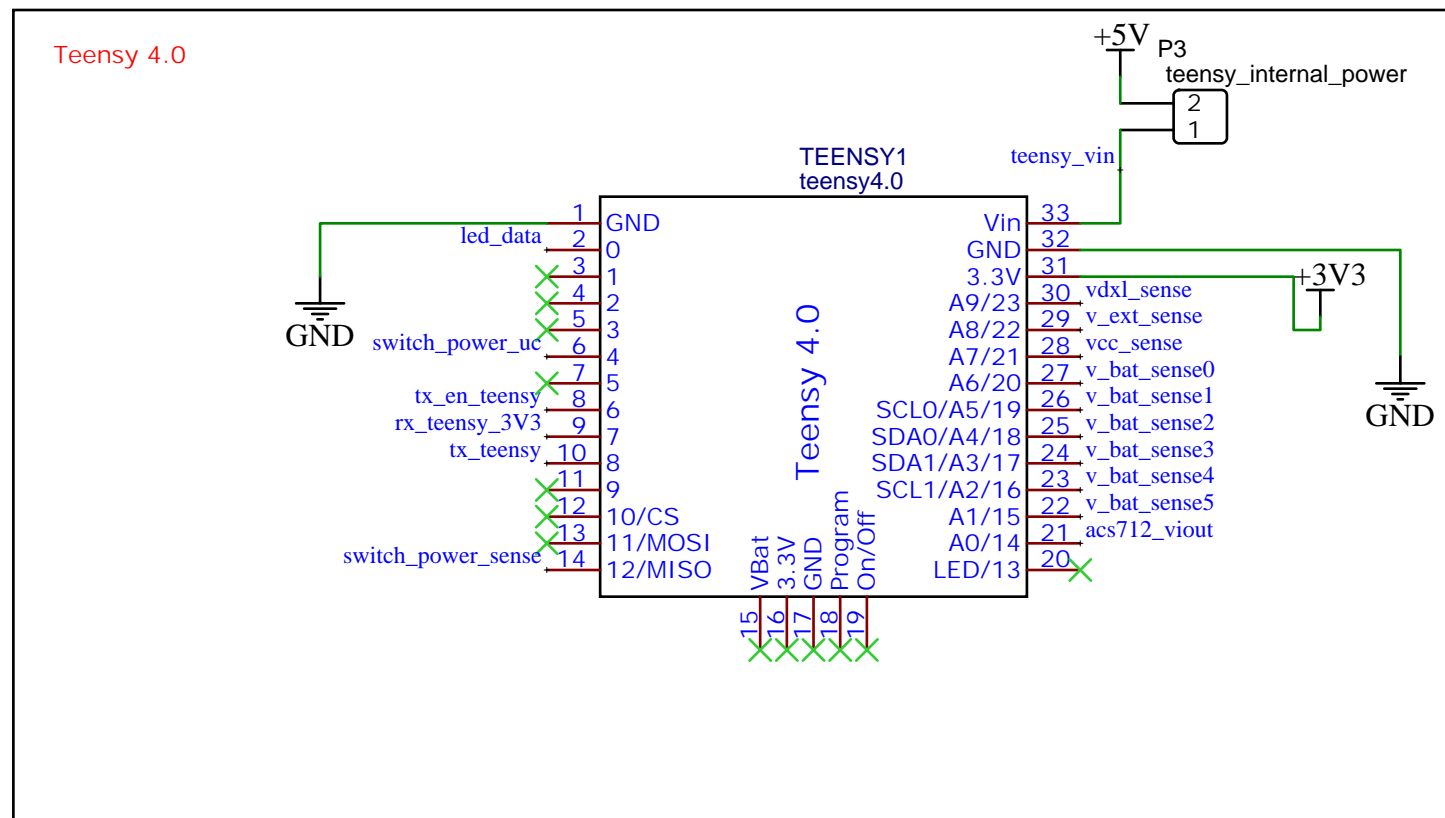 Teensy 4.0
+5V
P3
teensy_internal_power
2
1
teensy_vin
TEENSY1
teensy4.0
1 GND
led_data 2 0
3 1
4 2
5 3
switch_power_uc 6 4
7 5
tx_en_teensy 8 6
rx_teensy_3V3 9 7
tx_teensy 10 8
11 9
12 10/CS
13 11/MOSI
switch_power_sense 14 12/MISO
GND
Teensy 4.0
Vin 33
GND 32
3.3V 31
+3V3
A9/23 30 vdxl_sense
A8/22 29 v_ext_sense
A7/21 28 vcc_sense
A6/20 27 v_bat_sense0
SCL0/A5/19 26 v_bat_sense1
SDA0/A4/18 25 v_bat_sense2
SDA1/A3/17 24 v_bat_sense3
SCL1/A2/16 23 v_bat_sense4
A1/15 22 v_bat_sense5
A0/14 21 acs712_viout
LED/13 20
GND
VBat 15
3.3V 16
GND 17
Program 18
On/Off 19